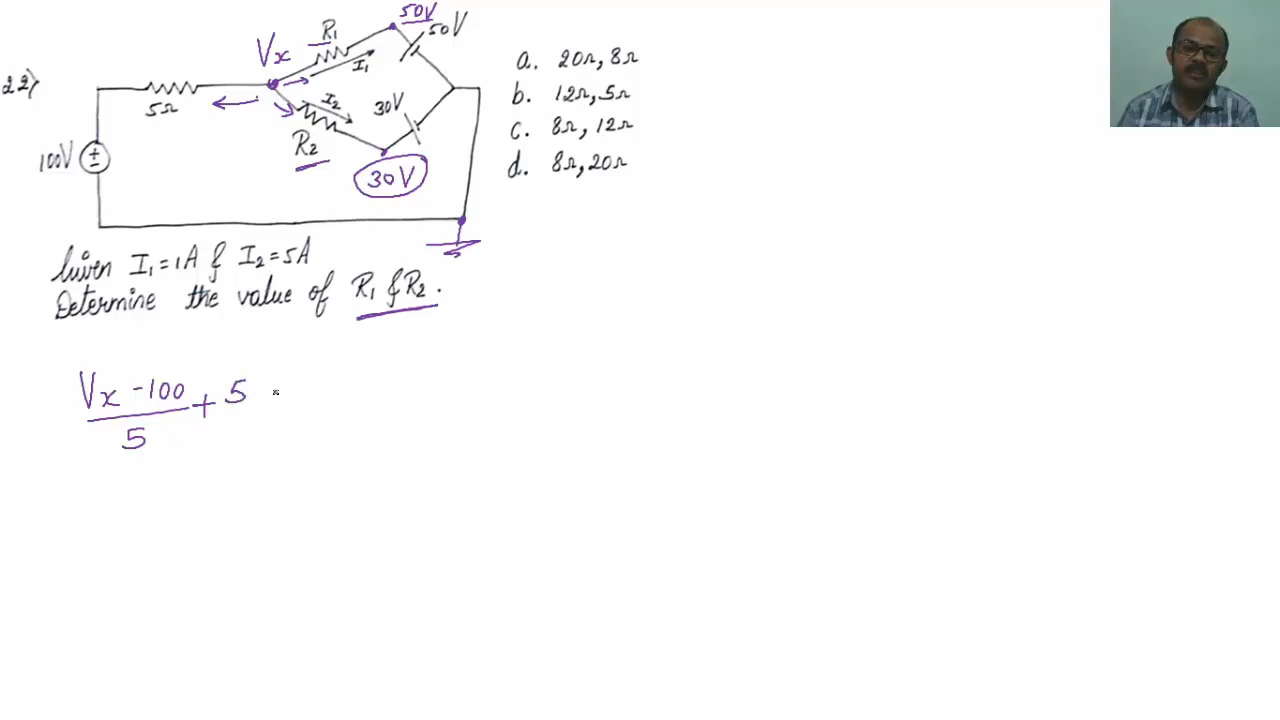 22)
100V
5Ω
Vx
R1
I1
50V
50V
I2
R2
30V
30V
a. 20Ω, 8Ω
b. 12Ω, 5Ω
c. 8Ω, 12Ω
d. 8Ω, 20Ω
Given I1 = 1A & I2 = 5A
Determine the value of R1 & R2.
Vx - 100 / 5 + 5